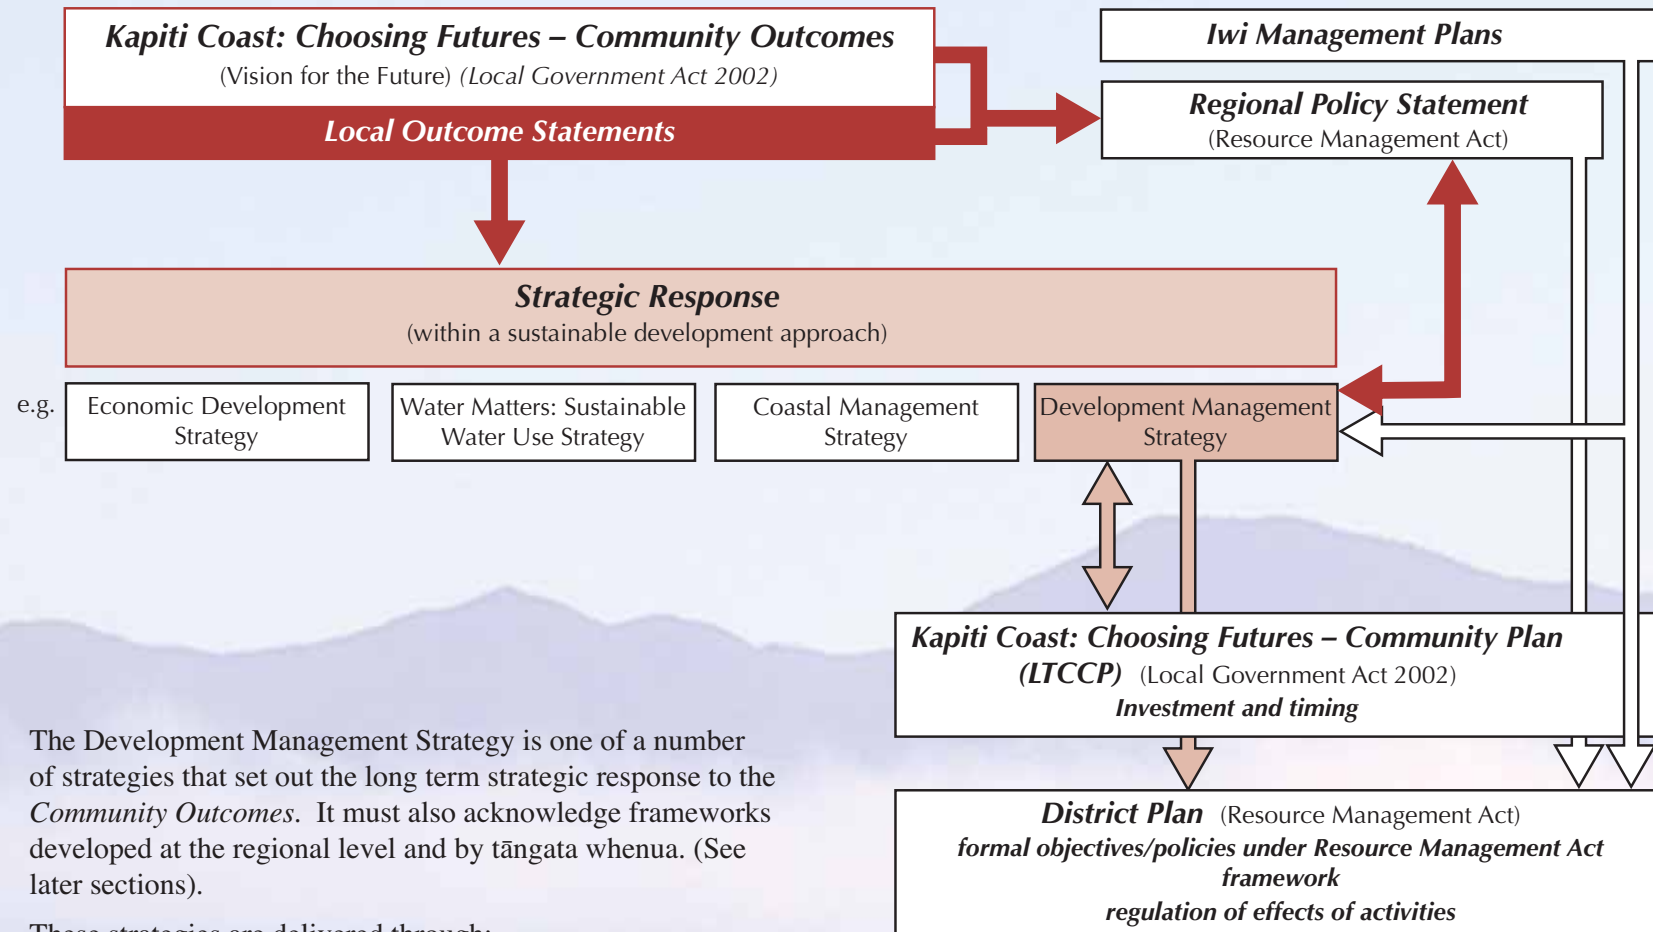 Kapiti Coast: Choosing Futures – Community Outcomes
(Vision for the Future) (Local Government Act 2002)
Local Outcome Statements
Iwi Management Plans
Regional Policy Statement
(Resource Management Act)
Strategic Response
(within a sustainable development approach)
e.g.
Economic Development
Strategy
Water Matters: Sustainable
Water Use Strategy
Coastal Management
Strategy
Development Management
Strategy
Kapiti Coast: Choosing Futures – Community Plan
(LTCCP) (Local Government Act 2002)
Investment and timing
District Plan (Resource Management Act)
formal objectives/policies under Resource Management Act
framework
regulation of effects of activities
The Development Management Strategy is one of a number
of strategies that set out the long term strategic response to the
Community Outcomes. It must also acknowledge frameworks
developed at the regional level and by tāngata whenua. (See
later sections).
These strategies are delivered through: